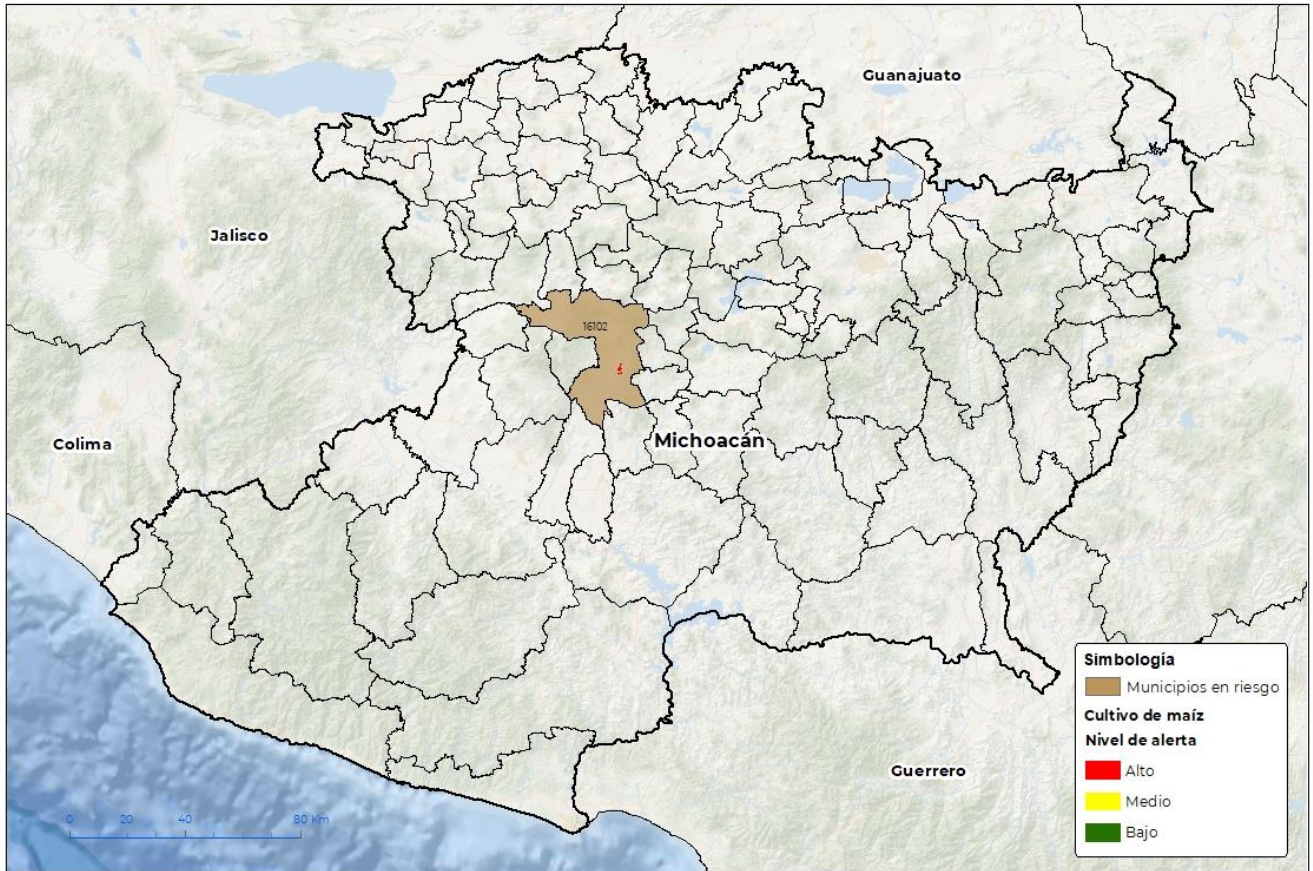 Guanajuato
Jalisco
16102
Colima
Michoacán
Guerrero
0 20 40 80 Km
Simbología
Municipios en riesgo
Cultivo de maíz
Nivel de alerta
Alto
Medio
Bajo